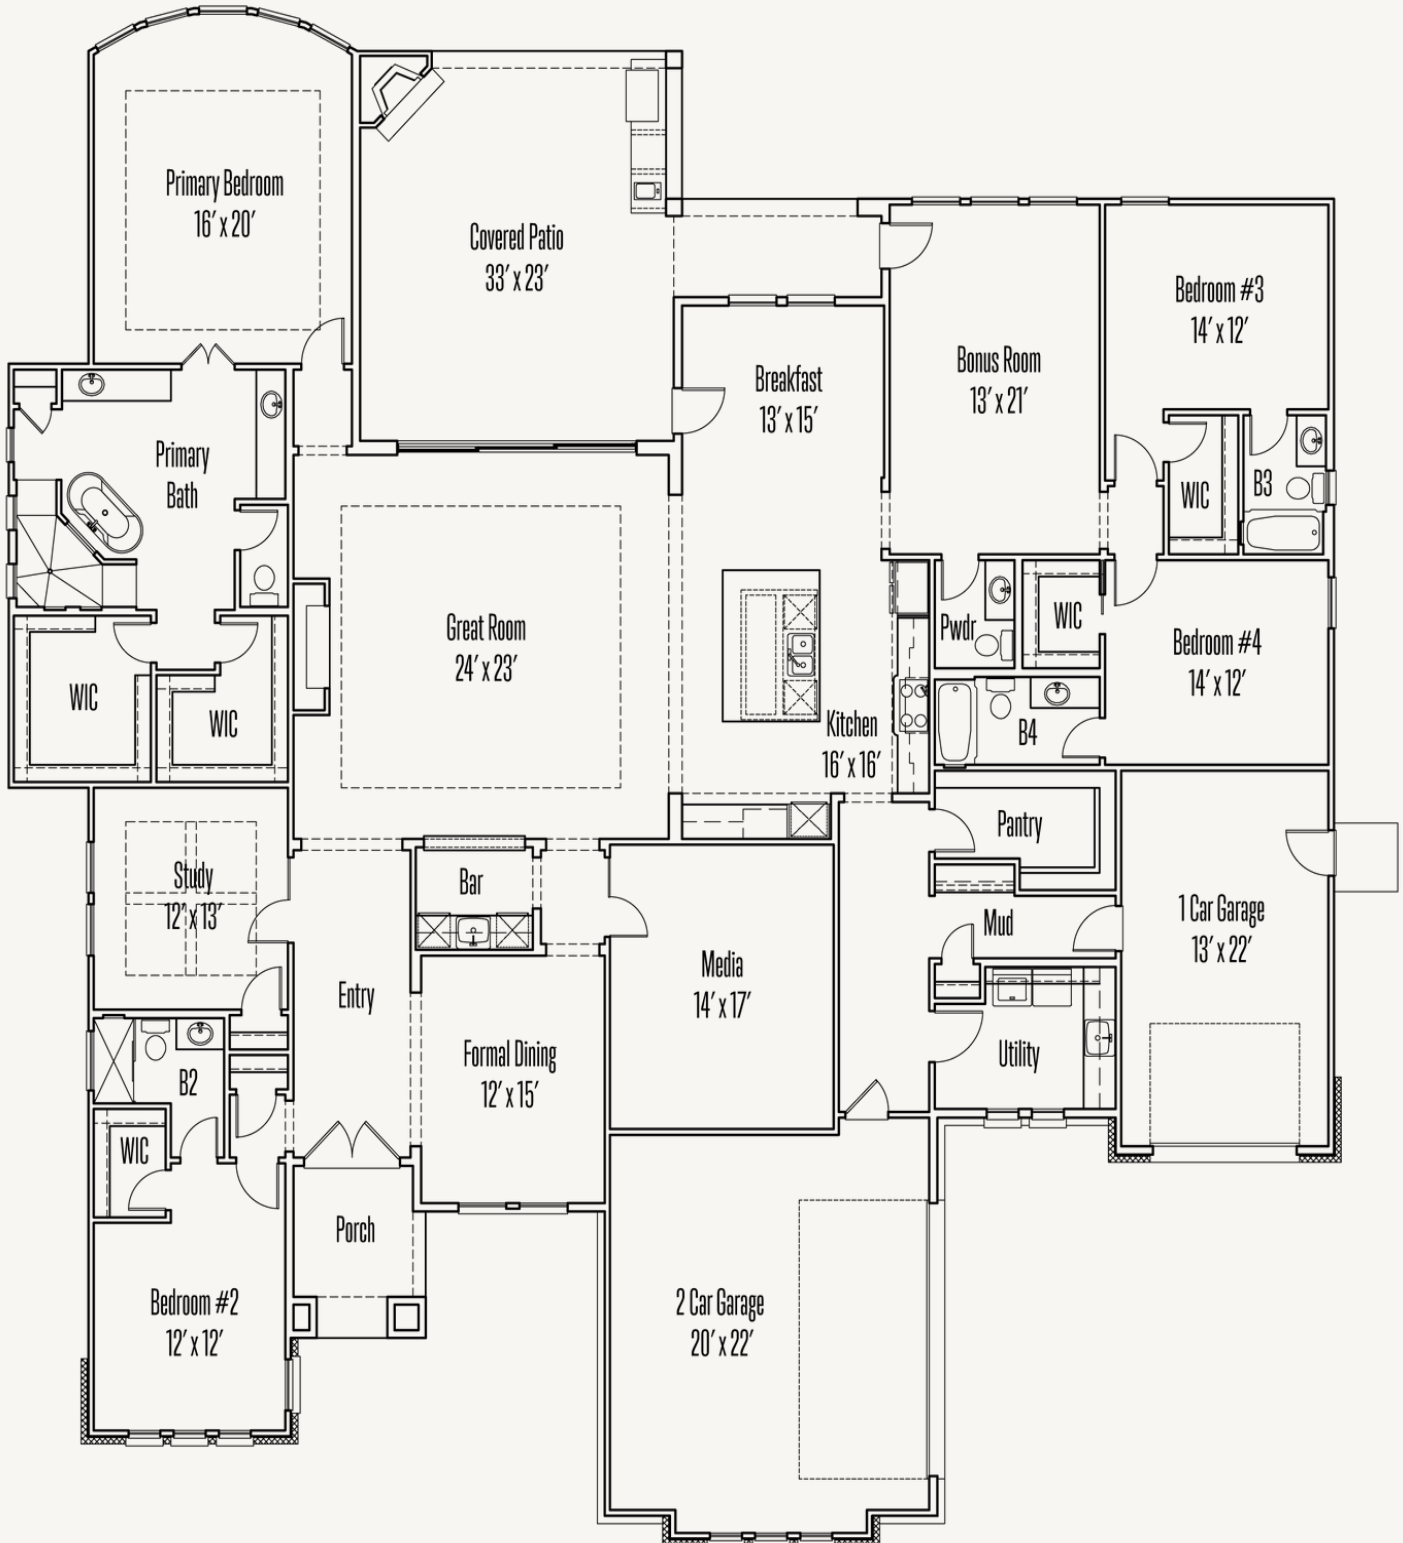 Primary Bedroom
16' x 20'
Covered Patio
33' x 23'
Bedroom #3
14' x 12'
Bonus Room
13' x 21'
Breakfast
13' x 15'
Primary
Bath
WIC
B3
Great Room
24' x 23'
Pwdr
WIC
Bedroom #4
14' x 12'
WIC
WIC
Kitchen
16' x 16'
B4
Pantry
Study
12' x 13'
Bar
Mud
1 Car Garage
13' x 22'
Media
14' x 17'
Entry
Formal Dining
12' x 15'
Utility
B2
WIC
Porch
Bedroom #2
12' x 12'
2 Car Garage
20' x 22'